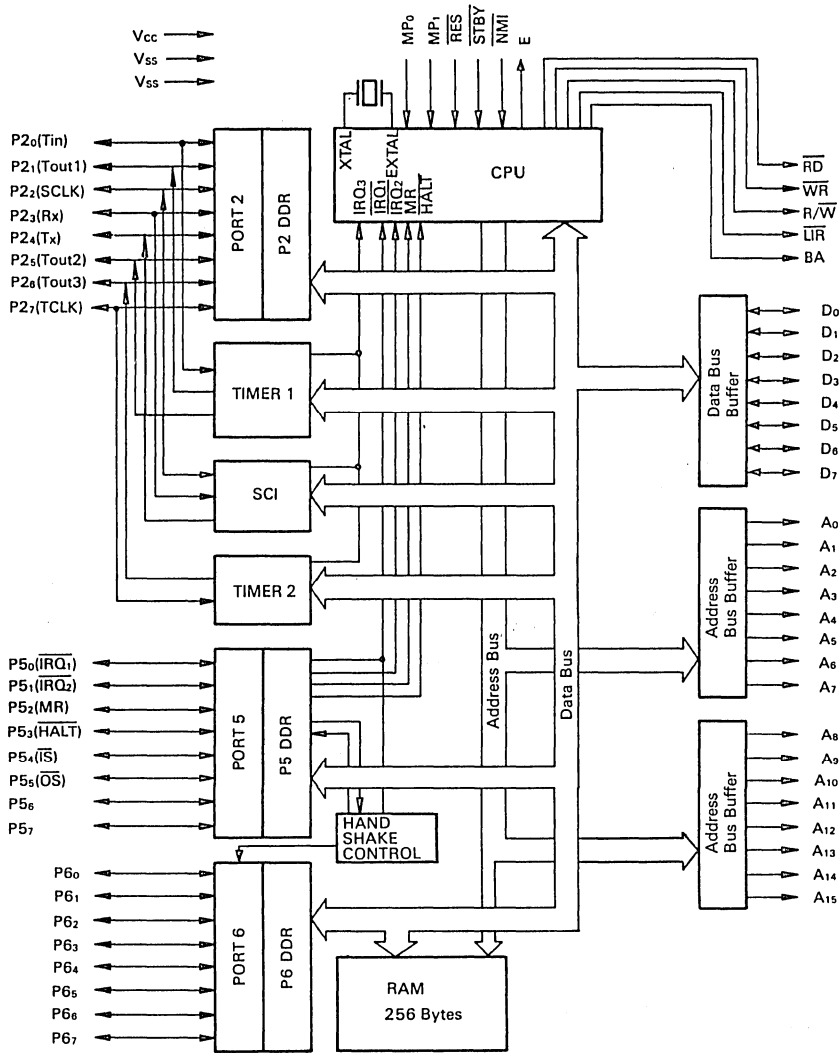 Vcc
Vss
Vss
MP0
MP1
RES
STBY
NMI
E
P20(Tin)
P21(Tout1)
P22(SCLK)
P23(Rx)
P24(Tx)
P25(Tout2)
P26(Tout3)
P27(TCLK)
PORT 2
P2 DDR
XTAL
EXTAL
CPU
IRQ3
IRQ1
IRQ2
MR
HALT
RD
WR
R/W
LIR
BA
TIMER 1
SCI
TIMER 2
Data Bus
Buffer
D0
D1
D2
D3
D4
D5
D6
D7
Address
Bus Buffer
A0
A1
A2
A3
A4
A5
A6
A7
Address Bus
Data Bus
P50(IRQ1)
P51(IRQ2)
P52(MR)
P53(HALT)
P54(IS)
P55(OS)
P56
P57
PORT 5
P5 DDR
HAND
SHAKE
CONTROL
Address
Bus Buffer
A8
A9
A10
A11
A12
A13
A14
A15
P60
P61
P62
P63
P64
P65
P66
P67
PORT 6
P6 DDR
RAM
256 Bytes